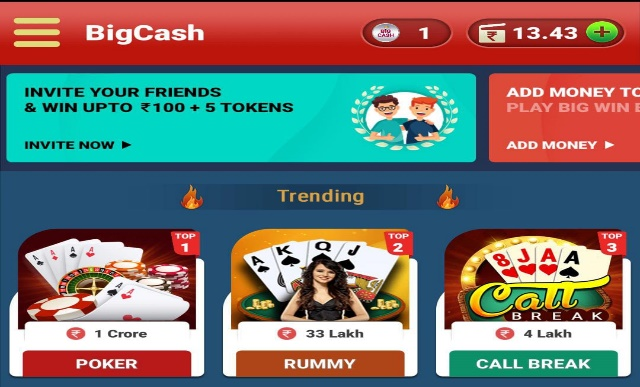 BigCash
BIG CASH 1
₹ 13.43 +
INVITE YOUR FRIENDS
& WIN UPTO ₹100 + 5 TOKENS
INVITE NOW ►
ADD MONEY TO
PLAY BIG WIN B
ADD MONEY ►
Trending
TOP
1
A A A A
₹ 1 Crore
POKER
TOP
2
A K Q J
₹ 33 Lakh
RUMMY
TOP
3
8 J A A
Call
BREAK
₹ 4 Lakh
CALL BREAK